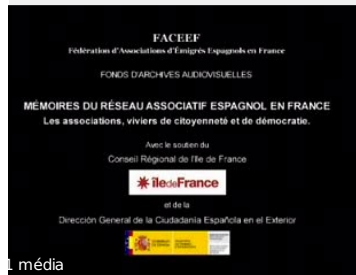 FACEEF
Fédération d'Associations d'Émigrés Espagnols en France
FONDS D'ARCHIVES AUDIOVISUELLES
MÉMOIRES DU RÉSEAU ASSOCIATIF ESPAGNOL EN FRANCE
Les associations, viviers de citoyenneté et de démocratie.
Avec le soutien du
Conseil Régional de l'Ile de France
îledeFrance
et de la
Dirección General de la Ciudadanía Española en el Exterior
1 média